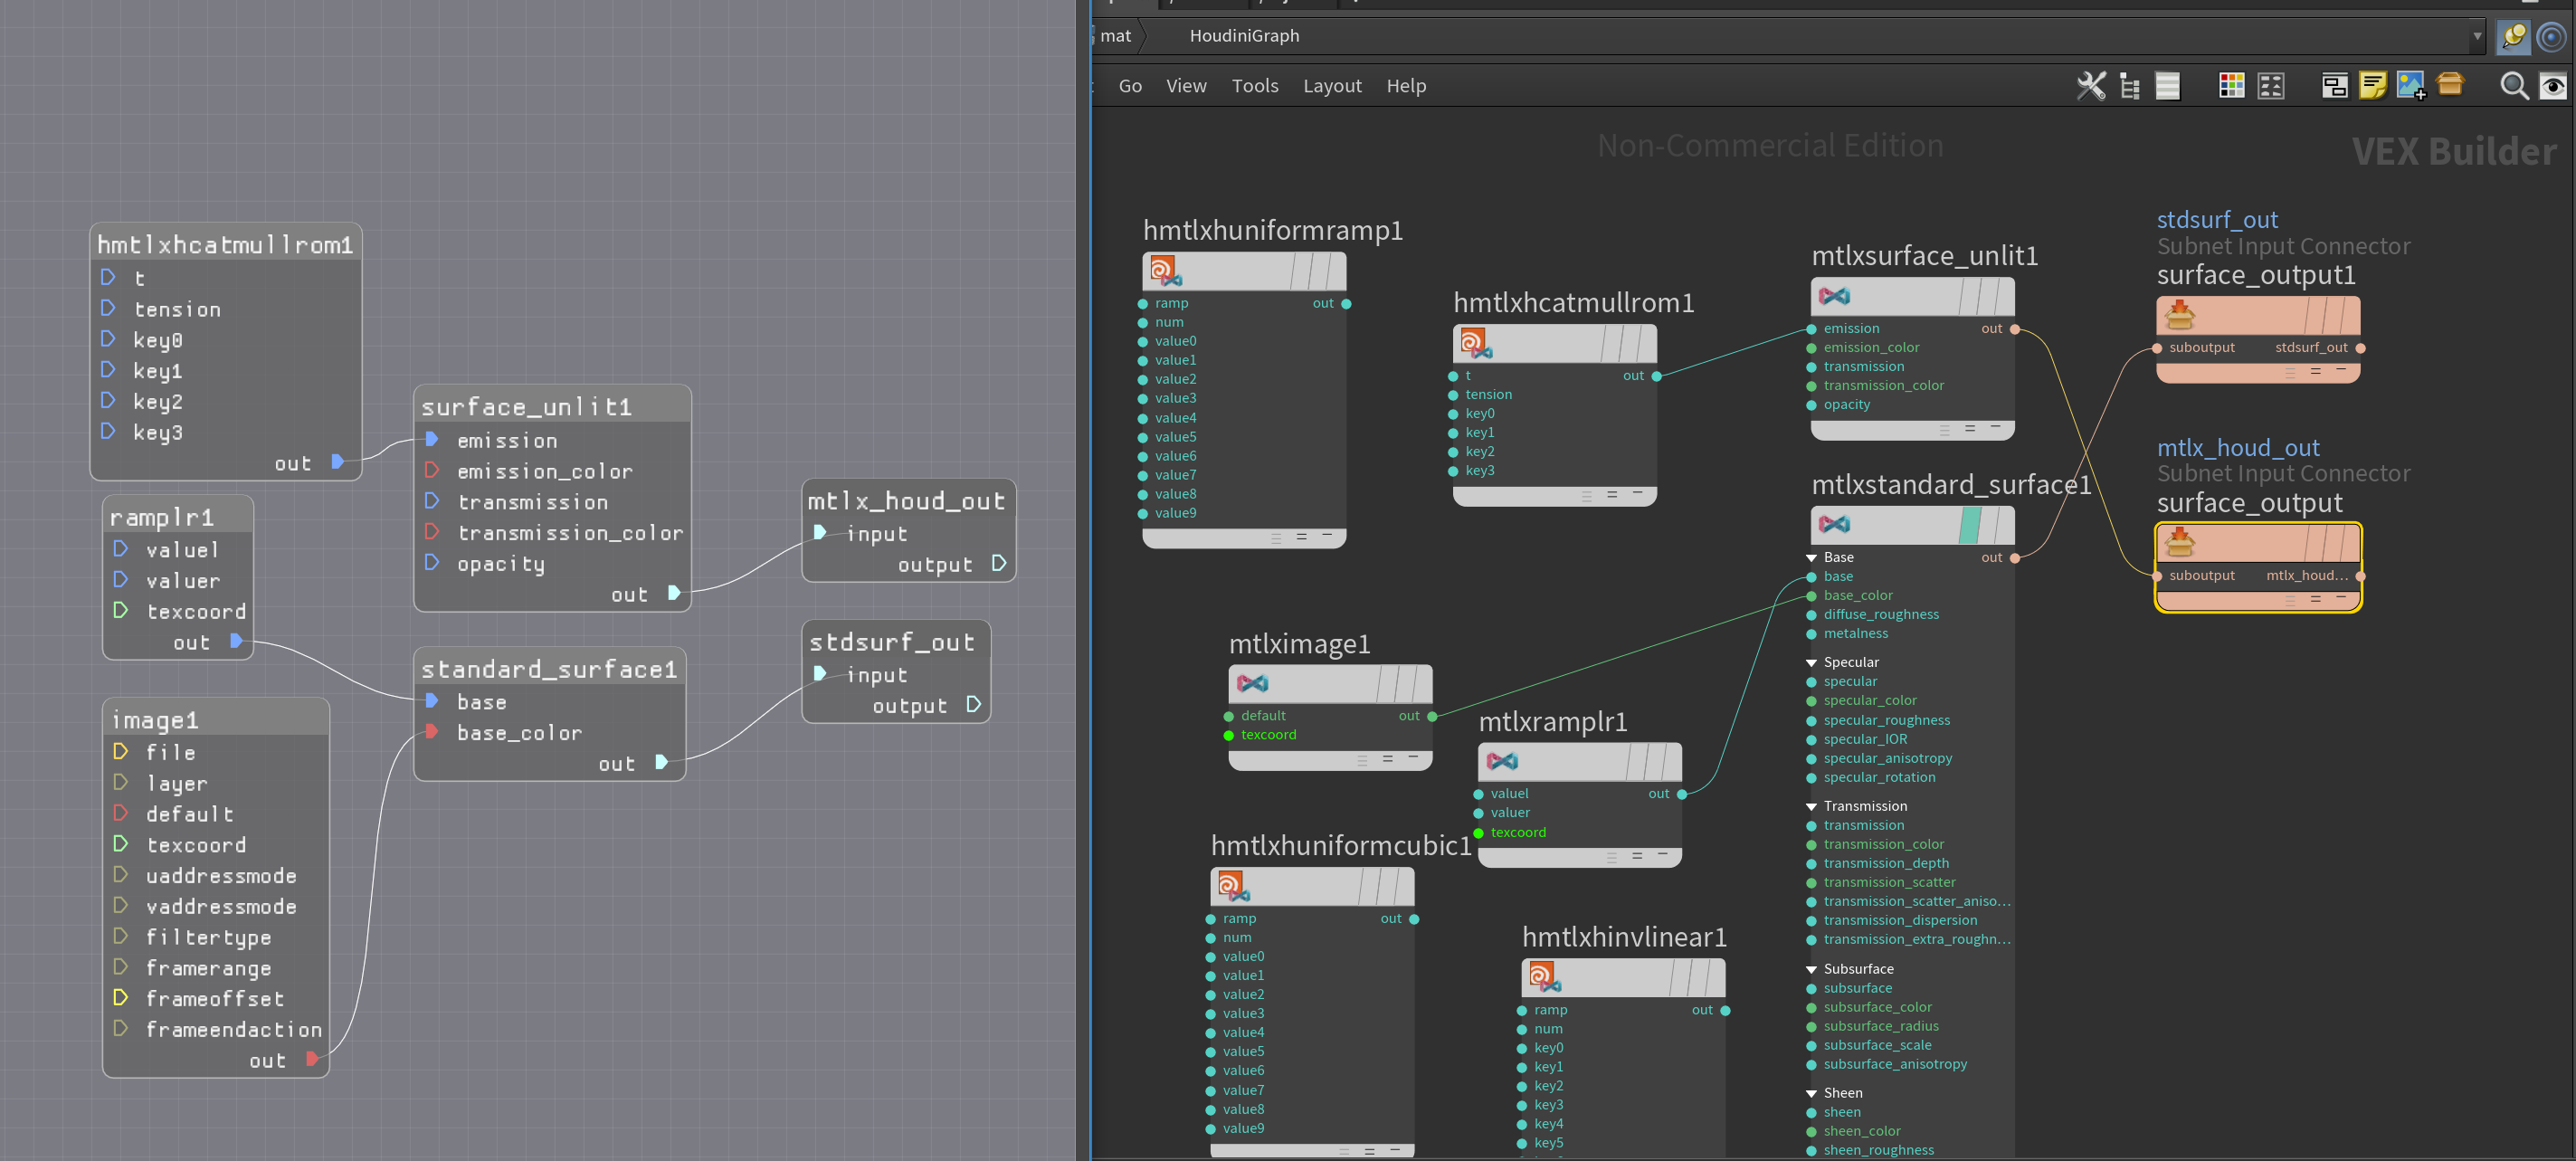 hmtlxhcatmullrom1
t
tension
key0
key1
key2
key3
out
ramplr1
valuel
valuer
texcoord
out
image1
file
layer
default
texcoord
uaddressmode
vaddressmode
filtertype
framerange
frameoffset
frameendaction
out
surface_unlit1
emission
emission_color
transmission
transmission_color
opacity
out
standard_surface1
base
base_color
out
mtlx_houd_out
input
output
stdsurf_out
input
output
mat
HoudiniGraph
Go View Tools Layout Help
Non-Commercial Edition
VEX Builder
hmtlxhuniformramp1
ramp out
num
value0
value1
value2
value3
value4
value5
value6
value7
value8
value9
hmtlxhcatmullrom1
t out
tension
key0
key1
key2
key3
mtlxsurface_unlit1
emission out
emission_color
transmission
transmission_color
opacity
stdsurf_out
Subnet Input Connector
surface_output1
suboutput stdsurf_out
mtlx_houd_out
Subnet Input Connector
surface_output
suboutput mtlx_houd...
mtlximage1
default out
texcoord
mtlxramplr1
valuel out
valuer
texcoord
hmtlxhuniformcubic1
ramp out
num
value0
value1
value2
value3
value4
value5
value6
value7
value8
value9
hmtlxhinvlinear1
ramp out
num
key0
key1
key2
key3
key4
key5
mtlxstandard_surface1
Base out
base
base_color
diffuse_roughness
metalness
Specular
specular
specular_color
specular_roughness
specular_IOR
specular_anisotropy
specular_rotation
Transmission
transmission
transmission_color
transmission_depth
transmission_scatter
transmission_scatter_aniso...
transmission_dispersion
transmission_extra_roughn...
Subsurface
subsurface
subsurface_color
subsurface_radius
subsurface_scale
subsurface_anisotropy
Sheen
sheen
sheen_color
sheen_roughness